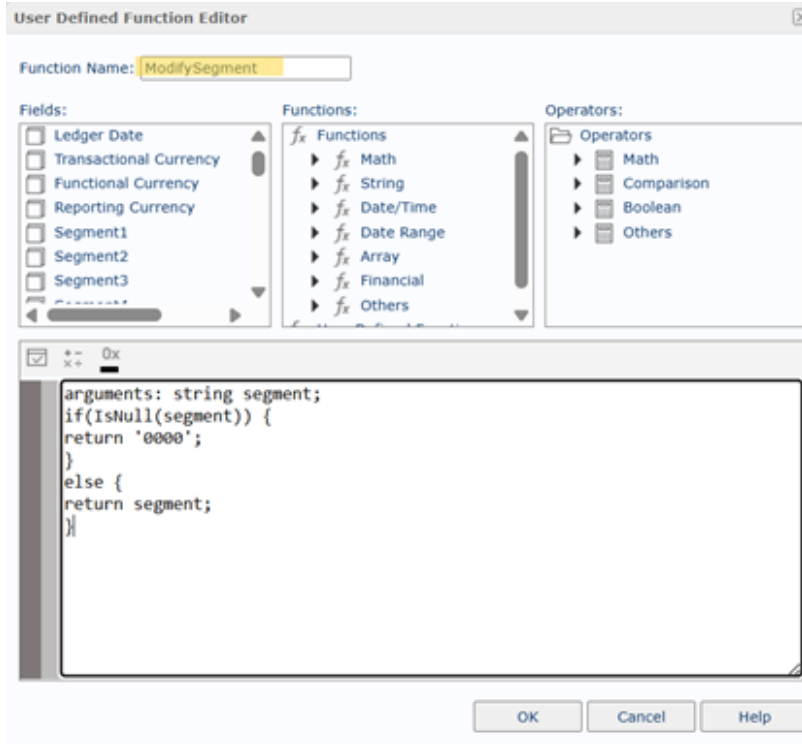 User Defined Function Editor
Function Name: ModifySegment
Fields:
Ledger Date
Transactional Currency
Functional Currency
Reporting Currency
Segment1
Segment2
Segment3
Functions:
Functions
Math
String
Date/Time
Date Range
Array
Financial
Others
Operators:
Operators
Math
Comparison
Boolean
Others
0x
arguments: string segment;
if(IsNull(segment)) {
return '0000';
}
else {
return segment;
}
OK Cancel Help